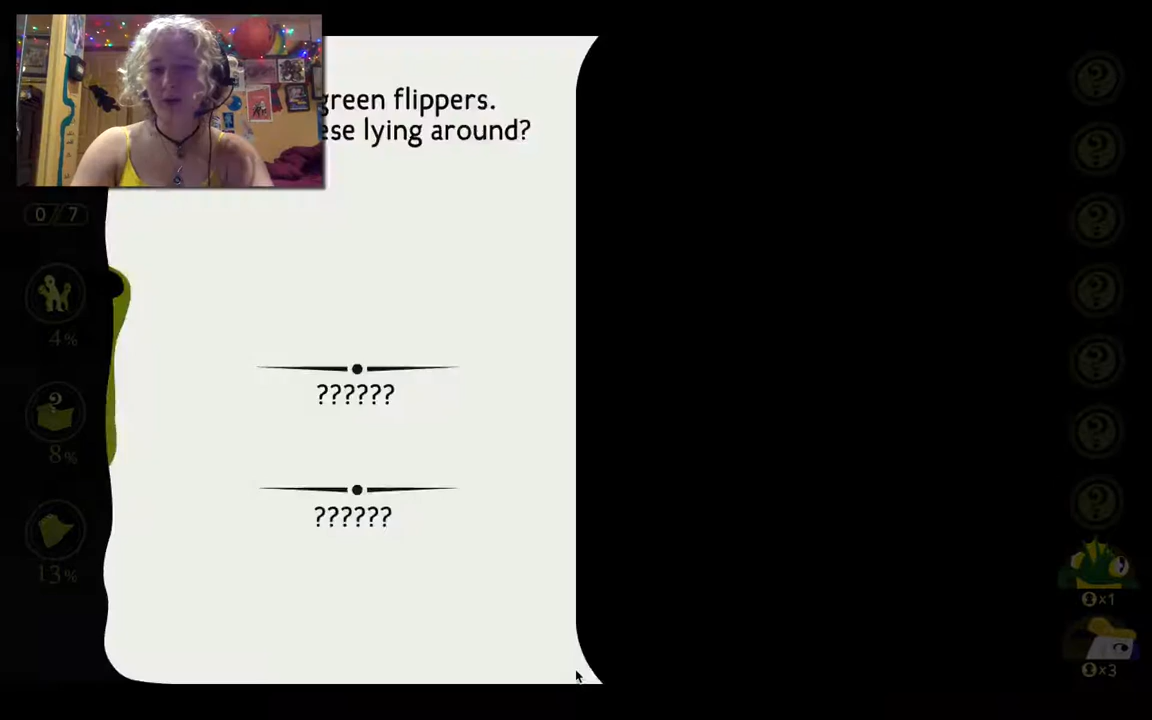 green flippers.
ese lying around?
0/7
4%
??????
8%
??????
13%
x1
x3